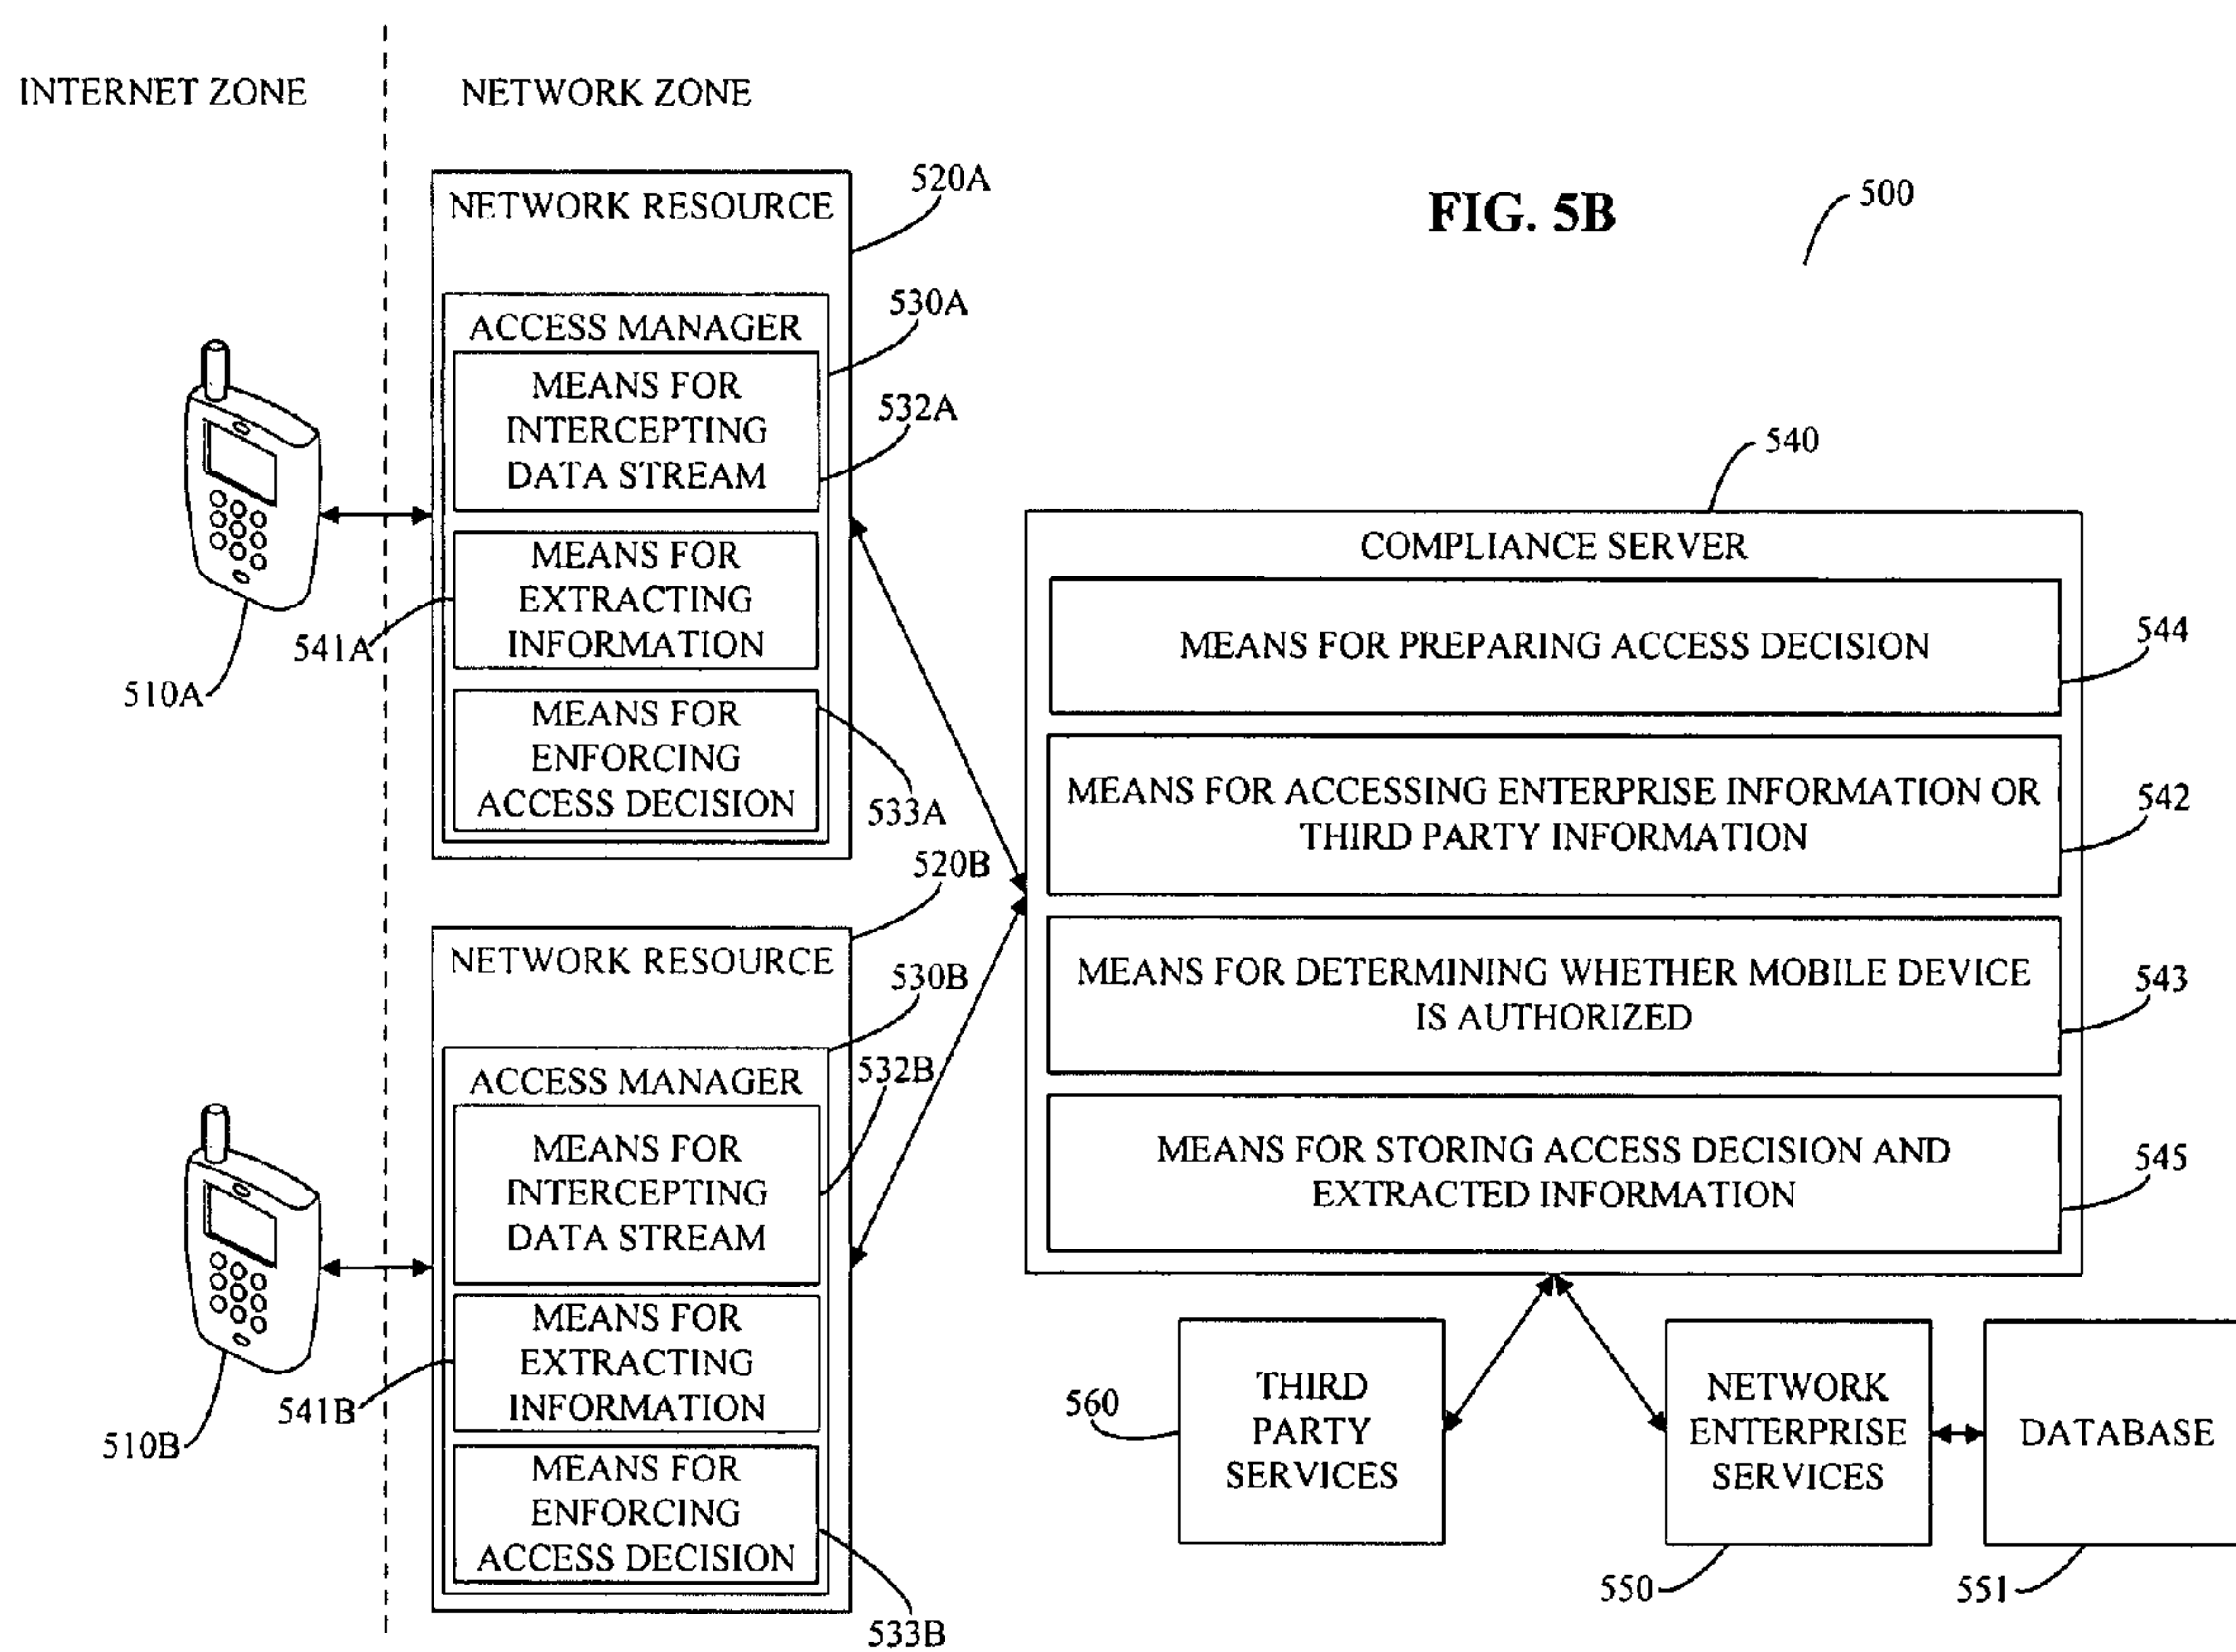 INTERNET ZONE
NETWORK ZONE
FIG. 5B
500
520A
NETWORK RESOURCE
530A
ACCESS MANAGER
MEANS FOR
INTERCEPTING
DATA STREAM
532A
MEANS FOR
EXTRACTING
INFORMATION
541A
510A
MEANS FOR
ENFORCING
ACCESS DECISION
533A
520B
NETWORK RESOURCE
530B
ACCESS MANAGER
532B
MEANS FOR
INTERCEPTING
DATA STREAM
MEANS FOR
EXTRACTING
INFORMATION
541B
510B
MEANS FOR
ENFORCING
ACCESS DECISION
533B
540
COMPLIANCE SERVER
MEANS FOR PREPARING ACCESS DECISION
544
MEANS FOR ACCESSING ENTERPRISE INFORMATION OR
THIRD PARTY INFORMATION
542
MEANS FOR DETERMINING WHETHER MOBILE DEVICE
IS AUTHORIZED
543
MEANS FOR STORING ACCESS DECISION AND
EXTRACTED INFORMATION
545
560
THIRD
PARTY
SERVICES
NETWORK
ENTERPRISE
SERVICES
550
DATABASE
551